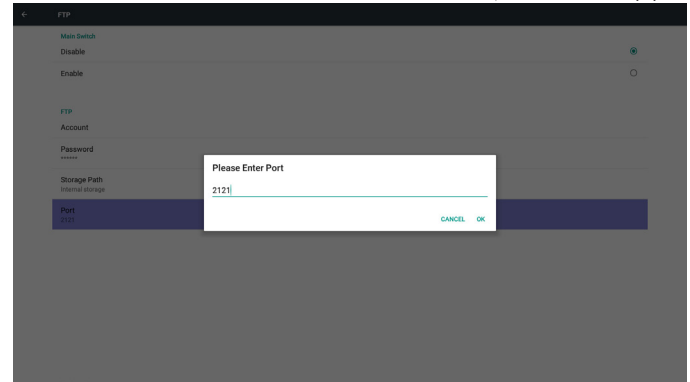 FTP
Main Switch
Disable
Enable
FTP
Account
Password
******
Storage Path
Internal storage
Port
2121
Please Enter Port
2121
CANCEL OK